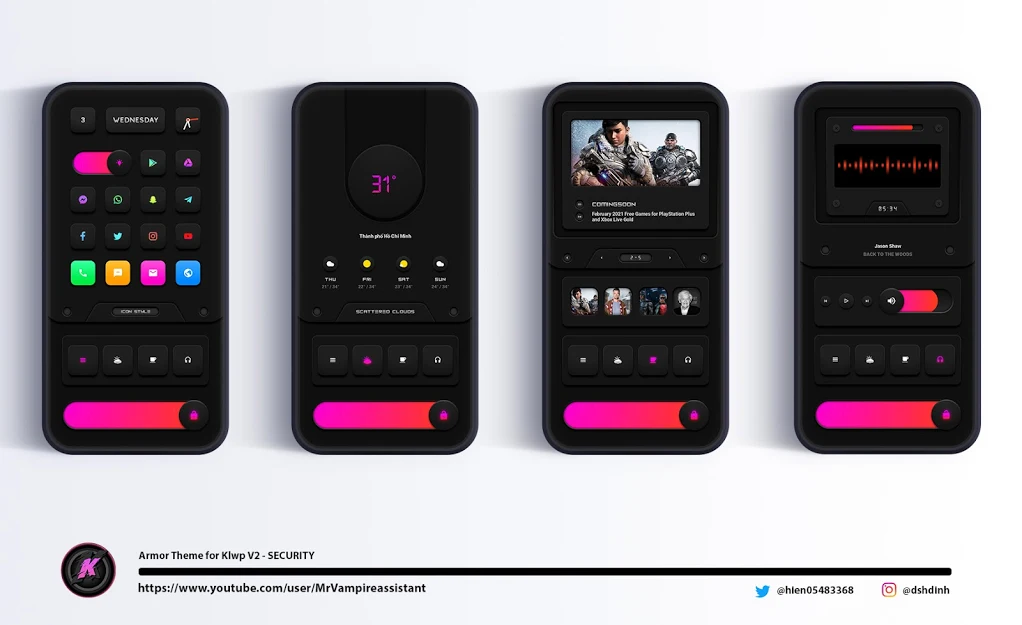 3
WEDNESDAY
ICON STYLE
31°
Thành phố Hồ Chí Minh
THU
FRI
SAT
SUN
21° / 34°
22° / 34°
23° / 34°
24° / 34°
SCATTERED CLOUDS
COMINGSOON
February 2021 Free Games for PlayStation Plus
and Xbox Live Gold
2 - 5
05:34
Jason Shaw
BACK TO THE WOODS
K
Armor Theme for Klwp V2 - SECURITY
https://www.youtube.com/user/MrVampireassistant
@hien05483368
@dshdinh